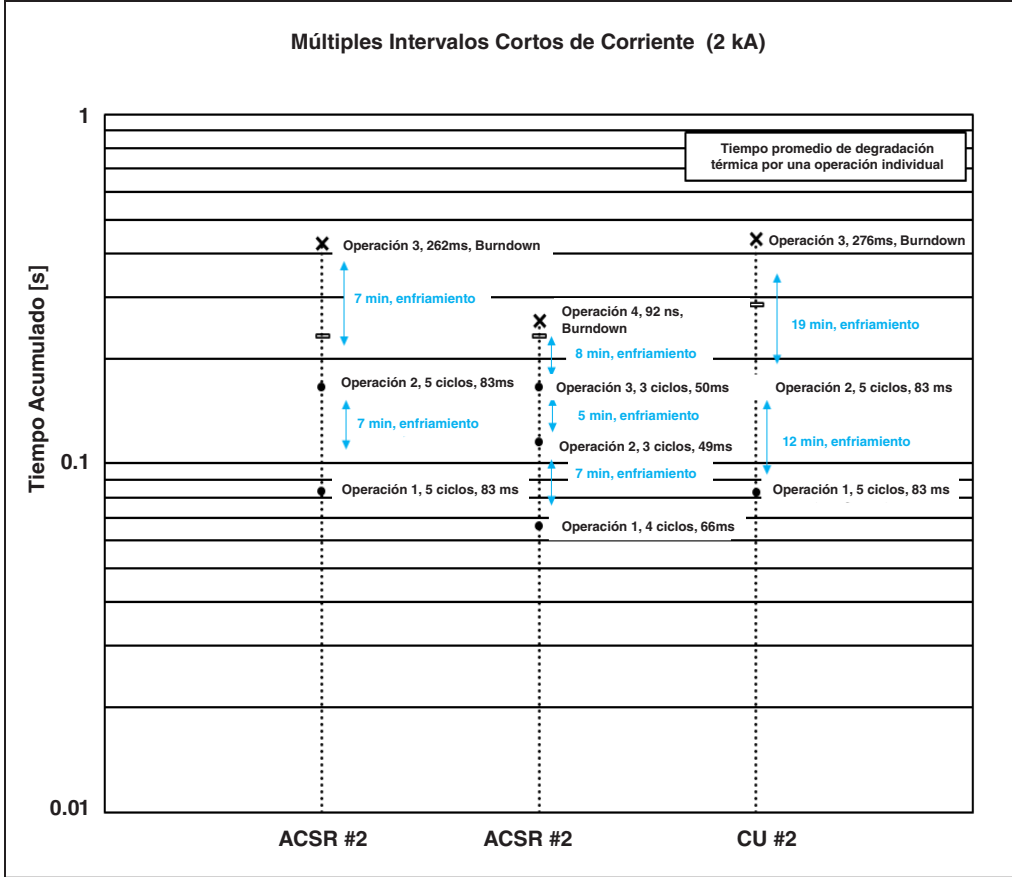 Múltiples Intervalos Cortos de Corriente (2 kA)
1
Tiempo promedio de degradación
térmica por una operación individual
Operación 3, 262ms, Burndown
Operación 3, 276ms, Burndown
7 min, enfriamiento
Operación 4, 92 ns,
Burndown
19 min, enfriamiento
8 min, enfriamiento
Operación 2, 5 ciclos, 83ms
Operación 3, 3 ciclos, 50ms
Operación 2, 5 ciclos, 83 ms
7 min, enfriamiento
5 min, enfriamiento
12 min, enfriamiento
Operación 2, 3 ciclos, 49ms
0.1
7 min, enfriamiento
Operación 1, 5 ciclos, 83 ms
Operación 1, 5 ciclos, 83 ms
Operación 1, 4 ciclos, 66ms
Tiempo Acumulado [s]
0.01
ACSR #2
ACSR #2
CU #2